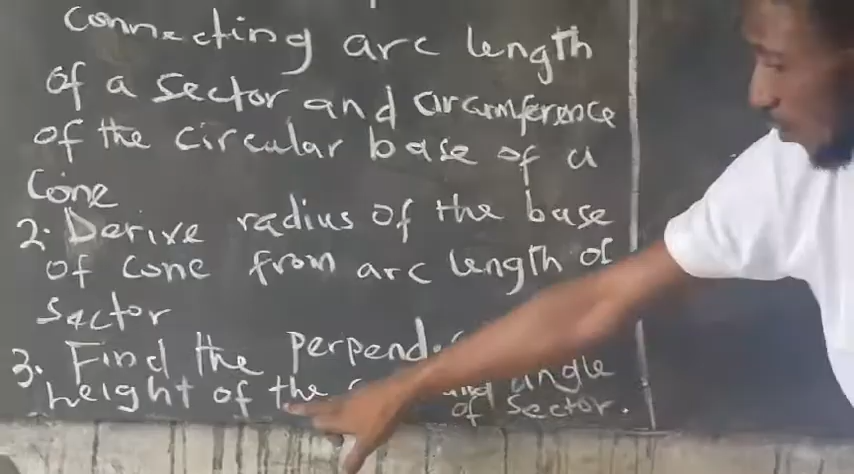 connecting arc length
of a sector and circumference
of the circular base of a
Cone
2. Derive radius of the base
of cone from arc length of
sector
3. Find the
height of the angle
of sector.